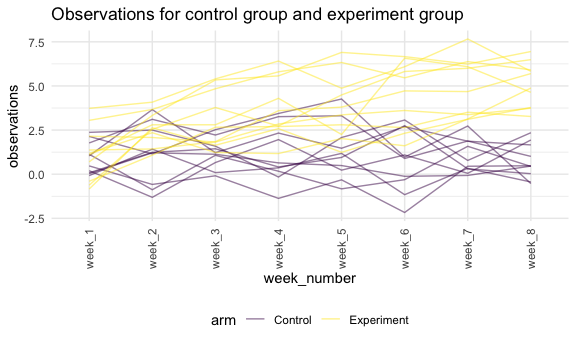 Observations for control group and experiment group
7.5
5.0
2.5
0.0
-2.5
observations
week_1
week_2
week_3
week_4
week_5
week_6
week_7
week_8
week_number
arm Control Experiment